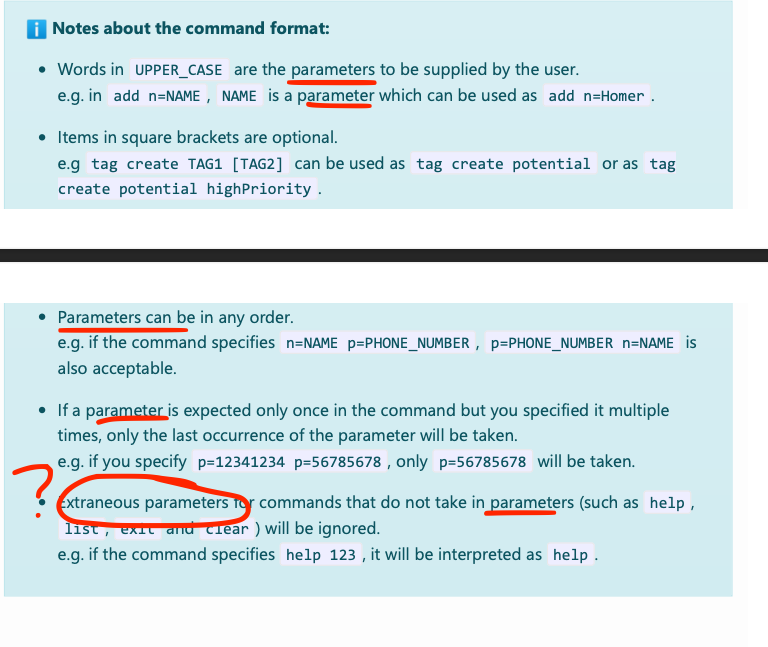 ℹ Notes about the command format:
• Words in UPPER_CASE are the parameters to be supplied by the user.
e.g. in add n=NAME , NAME is a parameter which can be used as add n=Homer .
• Items in square brackets are optional.
e.g tag create TAG1 [TAG2] can be used as tag create potential or as tag
create potential highPriority .
• Parameters can be in any order.
e.g. if the command specifies n=NAME p=PHONE_NUMBER , p=PHONE_NUMBER n=NAME is
also acceptable.
• If a parameter is expected only once in the command but you specified it multiple
times, only the last occurrence of the parameter will be taken.
e.g. if you specify p=12341234 p=56785678 , only p=56785678 will be taken.
?
• Extraneous parameters for commands that do not take in parameters (such as help ,
list , exit and clear ) will be ignored.
e.g. if the command specifies help 123 , it will be interpreted as help .